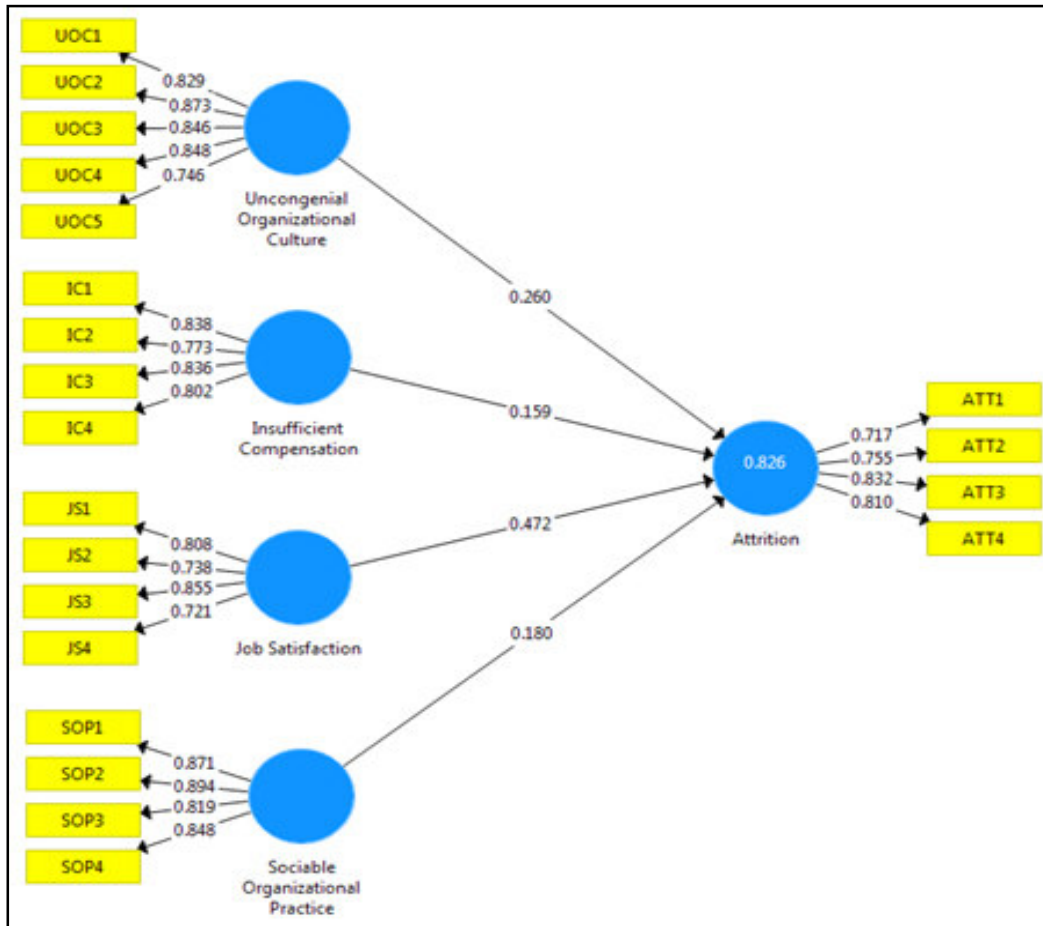 UOC1
UOC2
UOC3
UOC4
UOC5
0.829
0.873
0.846
0.848
0.746
Uncongenial
Organizational
Culture
IC1
IC2
IC3
IC4
0.838
0.773
0.836
0.802
Insufficient
Compensation
JS1
JS2
JS3
JS4
0.808
0.738
0.855
0.721
Job Satisfaction
SOP1
SOP2
SOP3
SOP4
0.871
0.894
0.819
0.848
Sociable
Organizational
Practice
0.260
0.159
0.472
0.180
0.826
Attrition
0.717
0.755
0.832
0.810
ATT1
ATT2
ATT3
ATT4